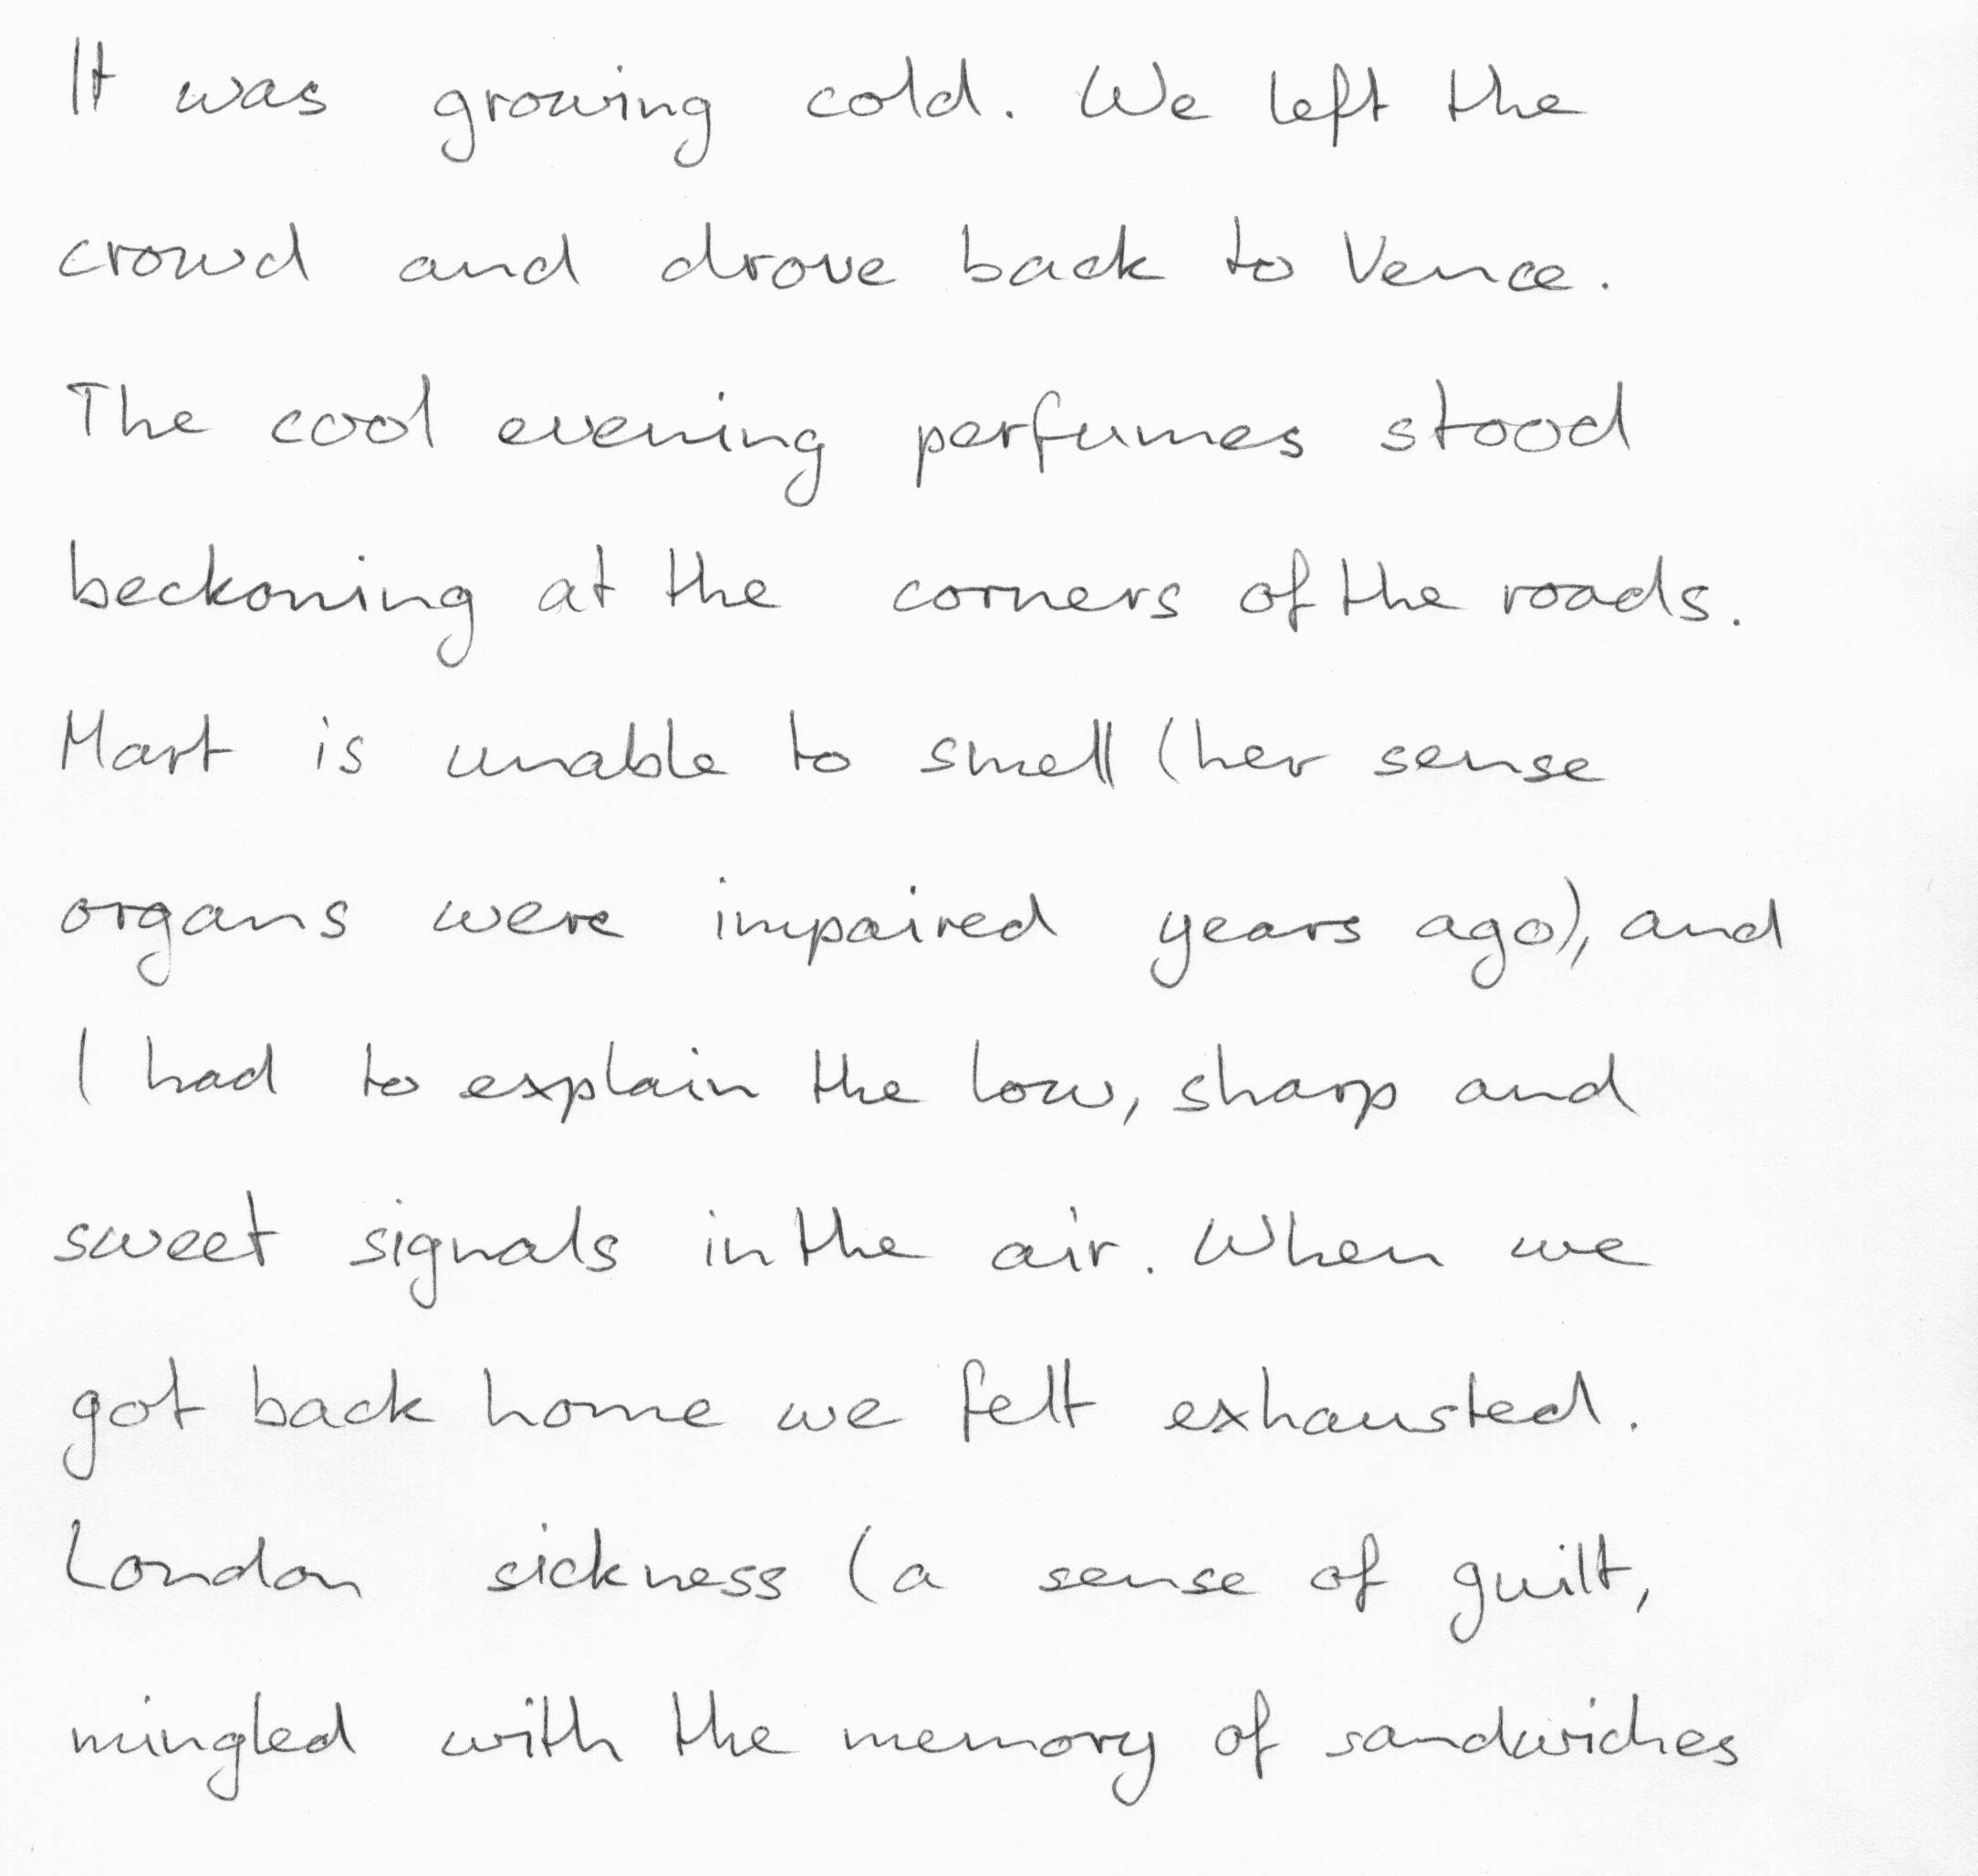 It was growing cold. We left the
crowd and drove back to Vence.
The cool evening perfumes stood
beckoning at the corners of the roads.
Mart is unable to smell (her sense
organs were impaired years ago), and
I had to explain the low, sharp and
sweet signals in the air. When we
got back home we felt exhausted.
London sickness (a sense of guilt,
mingled with the memory of sandwiches